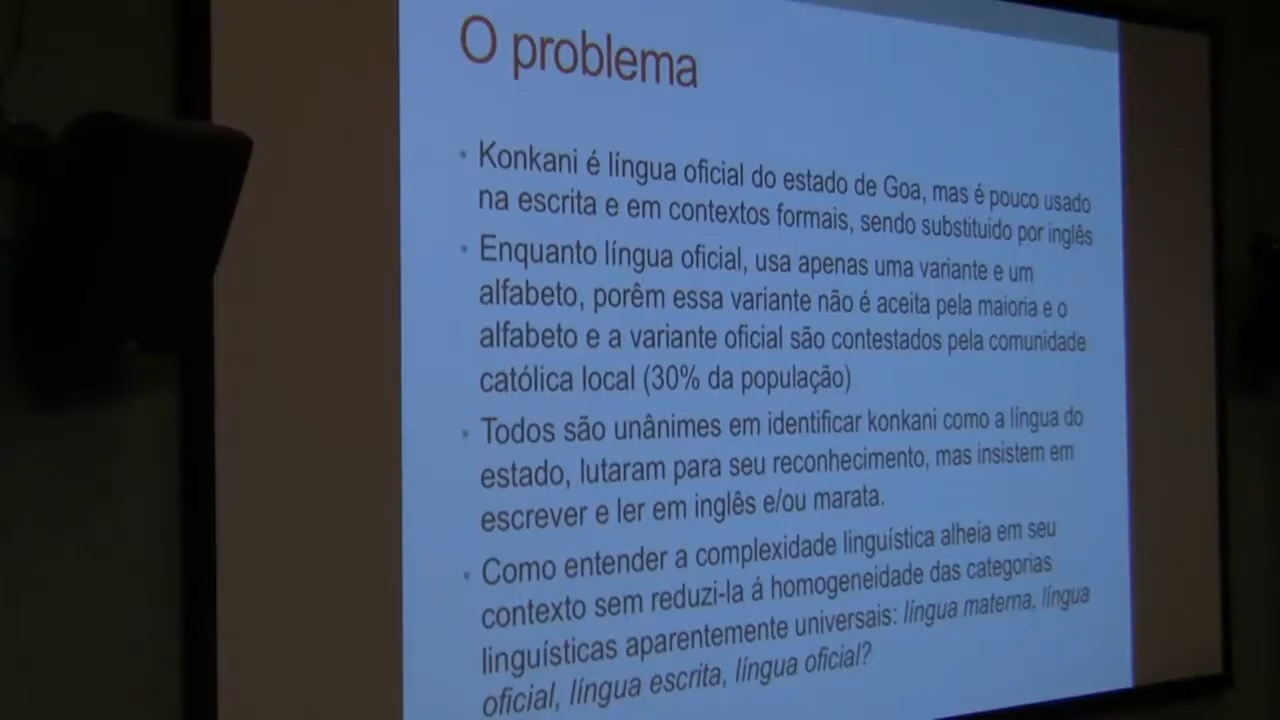 O problema
• Konkani é língua oficial do estado de Goa, mas é pouco usado
na escrita e em contextos formais, sendo substituido por inglês
• Enquanto língua oficial, usa apenas uma variante e um
alfabeto, porêm essa variante não é aceita pela maioria e o
alfabeto e a variante oficial são contestados pela comunidade
católica local (30% da população)
• Todos são unânimes em identificar konkani como a língua do
estado, lutaram para seu reconhecimento, mas insistem em
escrever e ler em inglês e/ou marata.
• Como entender a complexidade linguística alheia em seu
contexto sem reduzi-la á homogeneidade das categorias
linguísticas aparentemente universais: língua materna, língua
oficial, língua escrita, língua oficial?